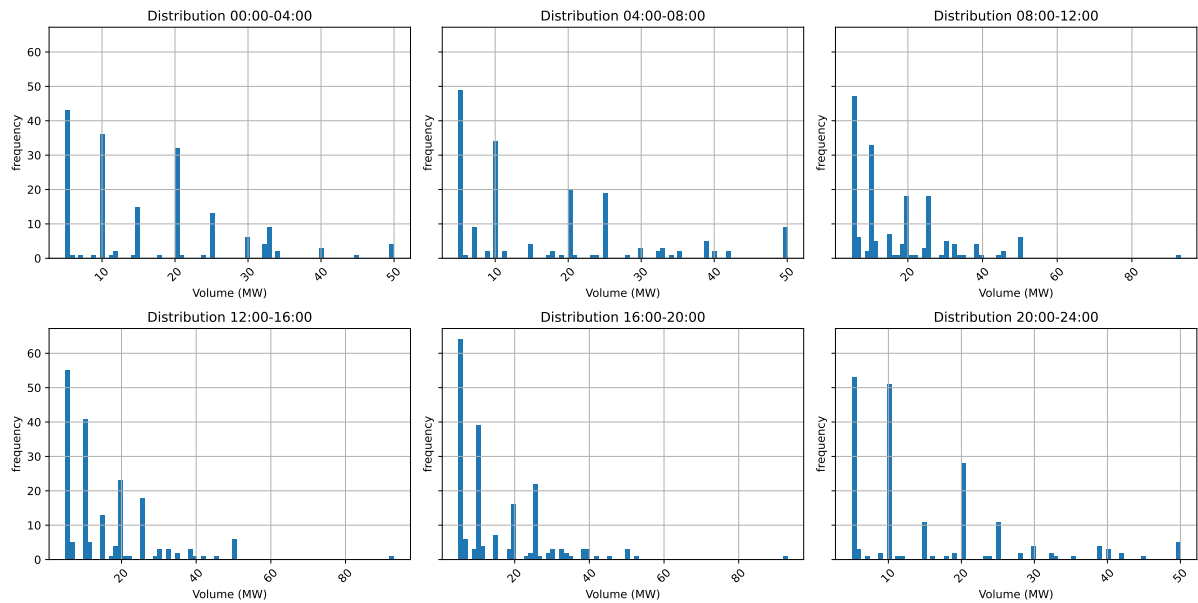 Distribution 00:00-04:00
frequency
60
50
40
30
20
10
0
10 20 30 40 50
Volume (MW)
Distribution 04:00-08:00
frequency
10 20 30 40 50
Volume (MW)
Distribution 08:00-12:00
frequency
20 40 60 80
Volume (MW)
Distribution 12:00-16:00
frequency
60
50
40
30
20
10
0
20 40 60 80
Volume (MW)
Distribution 16:00-20:00
frequency
20 40 60 80
Volume (MW)
Distribution 20:00-24:00
frequency
10 20 30 40 50
Volume (MW)